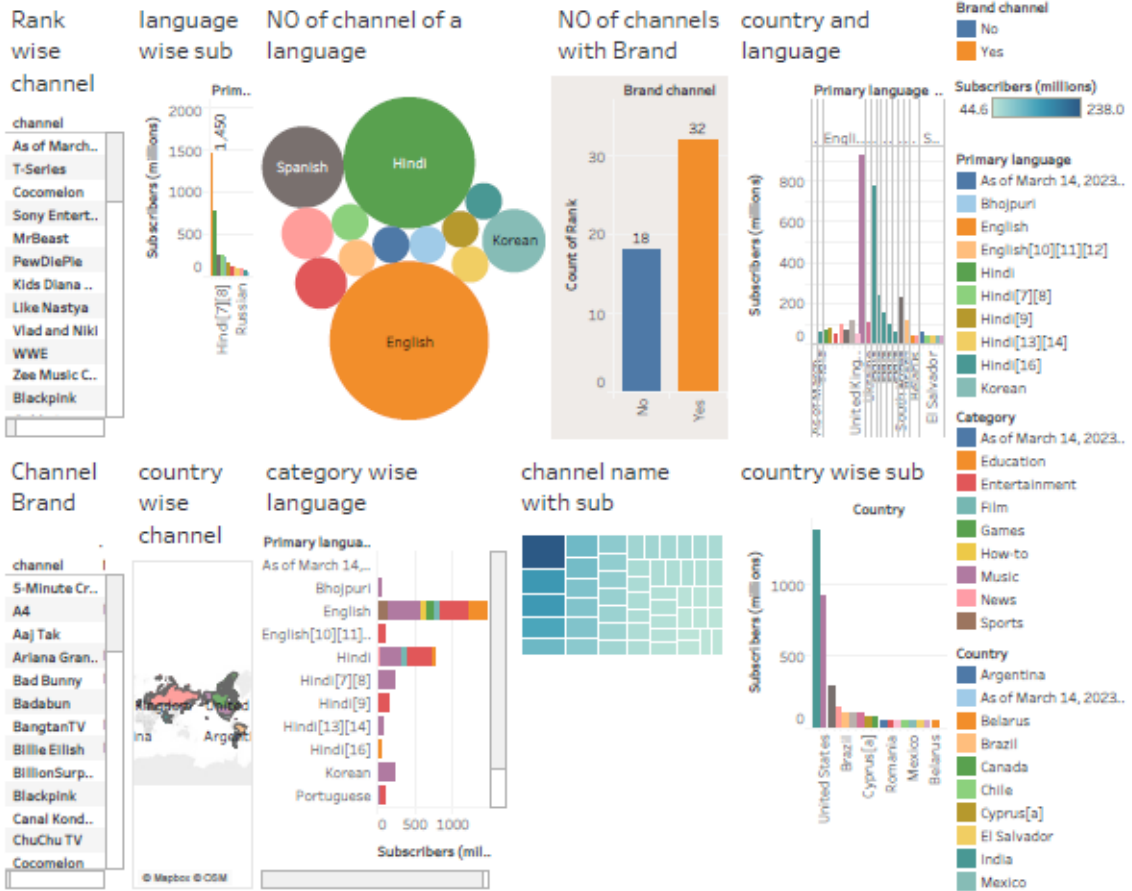 Rank
wise
channel
channel
As of March..
T-Series
Cocomelon
Sony Entert..
MrBeast
PewDiePie
Kids Diana ..
Like Nastya
Vlad and Niki
WWE
Zee Music C..
Blackpink
language
wise sub
Prim..
Subscribers (millions)
2000
1500
1000
500
0
1,450
Hindi[7][8]
Russian
NO of channel of a
language
Spanish
Hindi
Korean
English
NO of channels
with Brand
Brand channel
Count of Rank
30
20
10
0
18
32
No
Yes
country and
language
Primary language ..
Engli..
S..
Subscribers (millions)
800
600
400
200
0
United King..
El Salvador
Brand channel
No
Yes
Subscribers (millions)
44.6
238.0
Primary language
As of March 14, 2023..
Bhojpuri
English
English[10][11][12]
Hindi
Hindi[7][8]
Hindi[9]
Hindi[13][14]
Hindi[16]
Korean
Category
As of March 14, 2023..
Education
Entertainment
Film
Games
How-to
Music
News
Sports
Country
Argentina
As of March 14, 2023..
Belarus
Brazil
Canada
Chile
Cyprus[a]
El Salvador
India
Mexico
Channel
Brand
channel
5-Minute Cr..
A4
Aaj Tak
Ariana Gran..
Bad Bunny
Badabun
BangtanTV
Billie Eilish
BillionSurp..
Blackpink
Canal Kond..
ChuChu TV
Cocomelon
country
wise
channel
© Mapbox © OSM
category wise
language
Primary langua..
As of March 14,...
Bhojpuri
English
English[10][11]..
Hindi
Hindi[7][8]
Hindi[9]
Hindi[13][14]
Hindi[16]
Korean
Portuguese
0
500
1000
Subscribers (mil..
channel name
with sub
country wise sub
Country
Subscribers (millions)
1000
500
0
United States
Brazil
Cyprus[a]
Romania
Mexico
Belarus